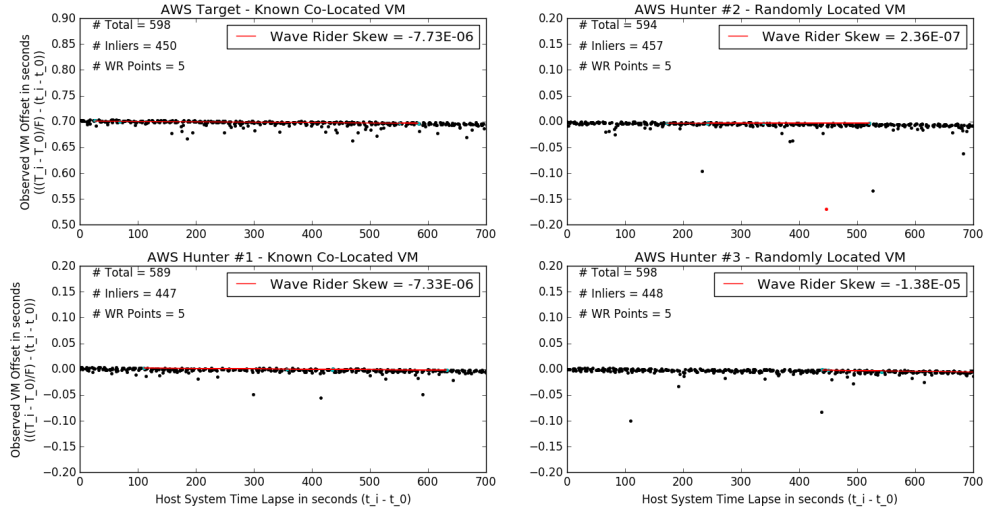 AWS Target - Known Co-Located VM
# Total = 598
# Inliers = 450
# WR Points = 5
Wave Rider Skew = -7.73E-06
Observed VM Offset in seconds
(((T_i - T_0)/F) - (t_i - t_0))
0.90
0.85
0.80
0.75
0.70
0.65
0.60
0.55
0.50
0 100 200 300 400 500 600 700
AWS Hunter #2 - Randomly Located VM
# Total = 594
# Inliers = 457
# WR Points = 5
Wave Rider Skew = 2.36E-07
0.20
0.15
0.10
0.05
0.00
−0.05
−0.10
−0.15
−0.20
0 100 200 300 400 500 600 700
AWS Hunter #1 - Known Co-Located VM
# Total = 589
# Inliers = 447
# WR Points = 5
Wave Rider Skew = -7.33E-06
Observed VM Offset in seconds
(((T_i - T_0)/F) - (t_i - t_0))
0.20
0.15
0.10
0.05
0.00
−0.05
−0.10
−0.15
−0.20
0 100 200 300 400 500 600 700
Host System Time Lapse in seconds (t_i - t_0)
AWS Hunter #3 - Randomly Located VM
# Total = 598
# Inliers = 448
# WR Points = 5
Wave Rider Skew = -1.38E-05
0.20
0.15
0.10
0.05
0.00
−0.05
−0.10
−0.15
−0.20
0 100 200 300 400 500 600 700
Host System Time Lapse in seconds (t_i - t_0)